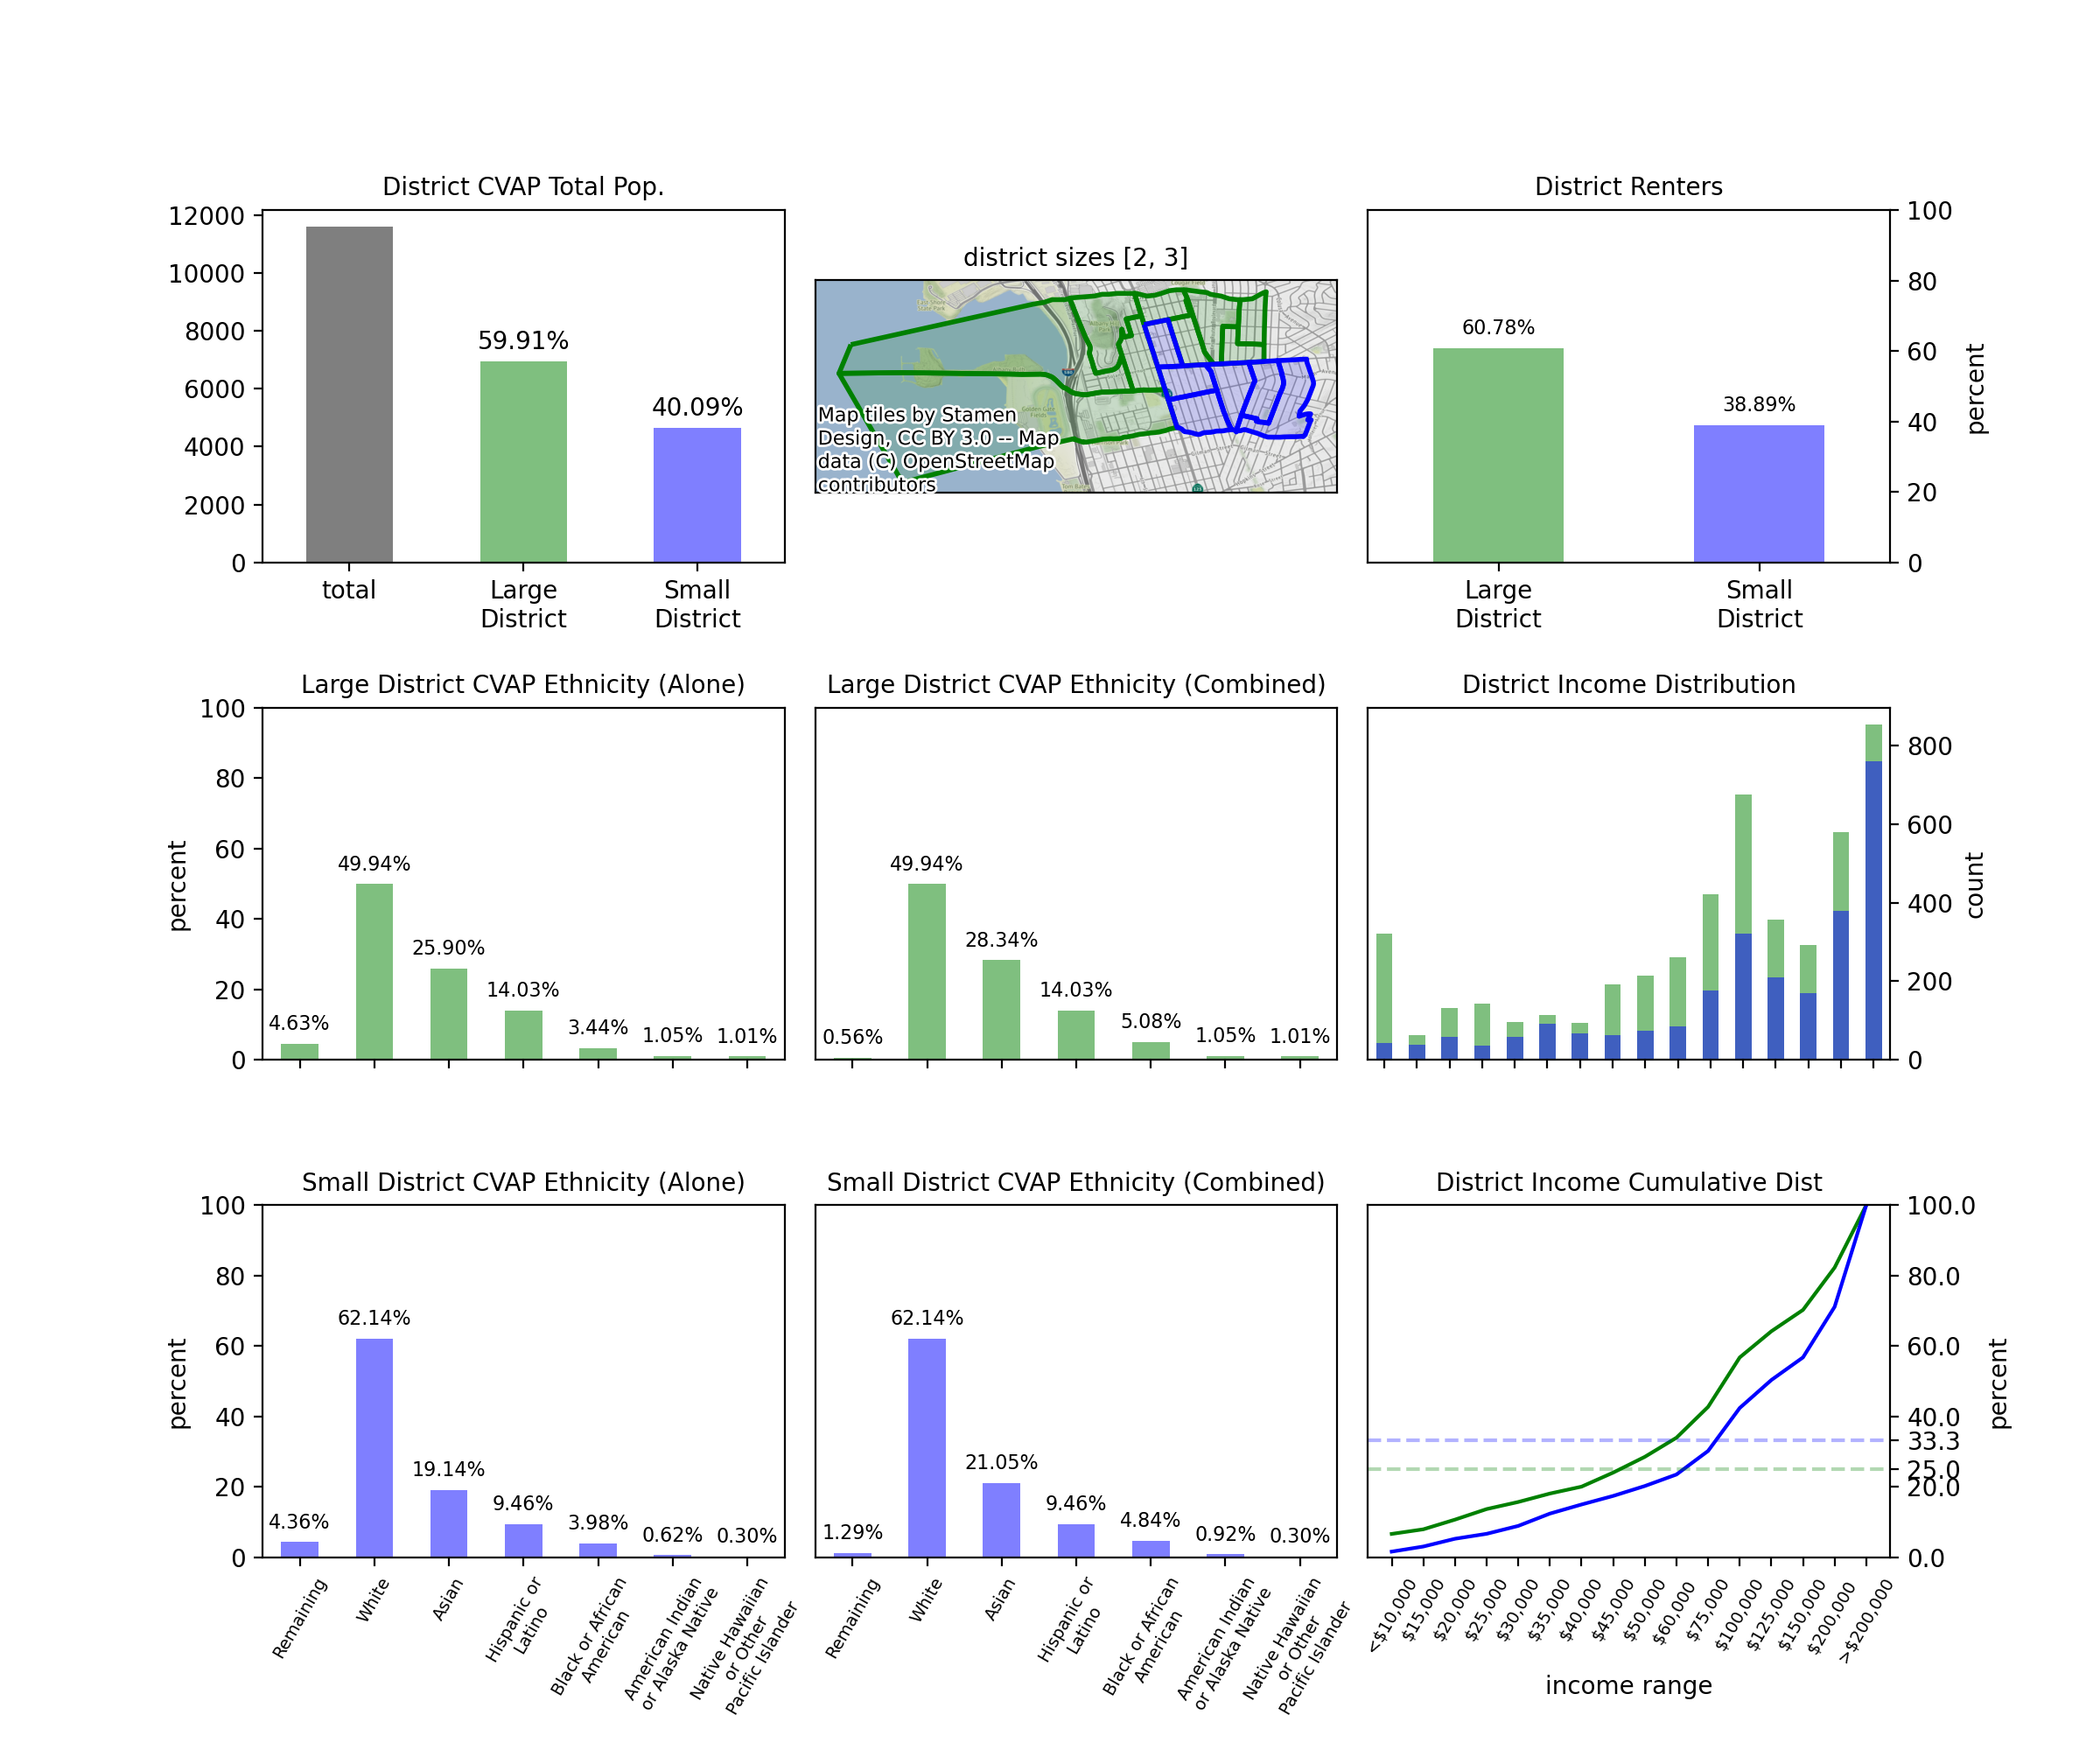 District CVAP Total Pop.
12000
10000
8000
6000
4000
2000
0
59.91%
40.09%
total
Large
District
Small
District
district sizes [2, 3]
Map tiles by Stamen
Design, CC BY 3.0 -- Map
data (C) OpenStreetMap
contributors
District Renters
60.78%
38.89%
100
80
60
40
20
0
percent
Large
District
Small
District
Large District CVAP Ethnicity (Alone)
percent
100
80
60
40
20
0
4.63%
49.94%
25.90%
14.03%
3.44%
1.05%
1.01%
Large District CVAP Ethnicity (Combined)
0.56%
49.94%
28.34%
14.03%
5.08%
1.05%
1.01%
District Income Distribution
800
600
400
200
0
count
Small District CVAP Ethnicity (Alone)
percent
100
80
60
40
20
0
4.36%
62.14%
19.14%
9.46%
3.98%
0.62%
0.30%
Remaining
White
Asian
Hispanic or
Latino
Black or African
American
American Indian
or Alaska Native
Native Hawaiian
or Other
Pacific Islander
Small District CVAP Ethnicity (Combined)
1.29%
62.14%
21.05%
9.46%
4.84%
0.92%
0.30%
Remaining
White
Asian
Hispanic or
Latino
Black or African
American
American Indian
or Alaska Native
Native Hawaiian
or Other
Pacific Islander
District Income Cumulative Dist
100.0
80.0
60.0
40.0
33.3
25.0
20.0
0.0
percent
<$10,000
$15,000
$20,000
$25,000
$30,000
$35,000
$40,000
$45,000
$50,000
$60,000
$75,000
$100,000
$125,000
$150,000
$200,000
>$200,000
income range